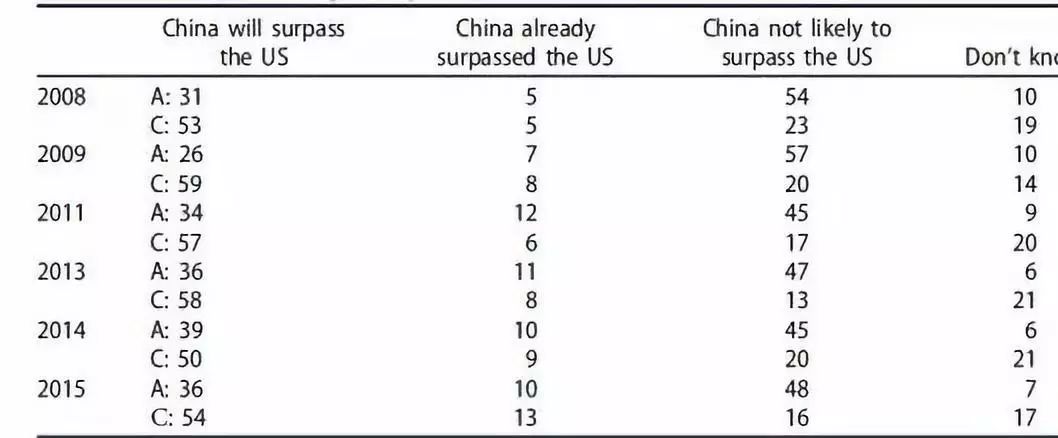 China will surpass China already China not likely to
the US surpassed the US surpass the US Don't kno
2008 A: 31 5 54 10
C: 53 5 23 19
2009 A: 26 7 57 10
C: 59 8 20 14
2011 A: 34 12 45 9
C: 57 6 17 20
2013 A: 36 11 47 6
C: 58 8 13 21
2014 A: 39 10 45 6
C: 50 9 20 21
2015 A: 36 10 48 7
C: 54 13 16 17